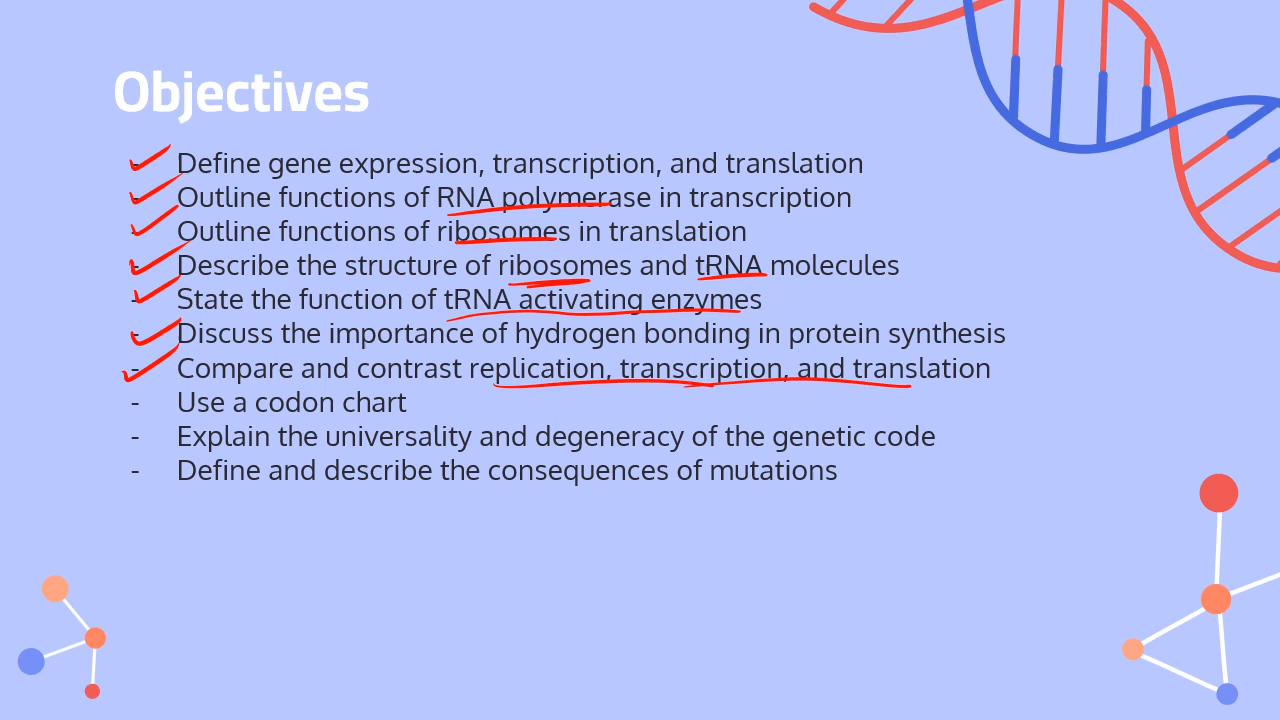 Objectives
- Define gene expression, transcription, and translation
- Outline functions of RNA polymerase in transcription
- Outline functions of ribosomes in translation
- Describe the structure of ribosomes and tRNA molecules
- State the function of tRNA activating enzymes
- Discuss the importance of hydrogen bonding in protein synthesis
- Compare and contrast replication, transcription, and translation
- Use a codon chart
- Explain the universality and degeneracy of the genetic code
- Define and describe the consequences of mutations